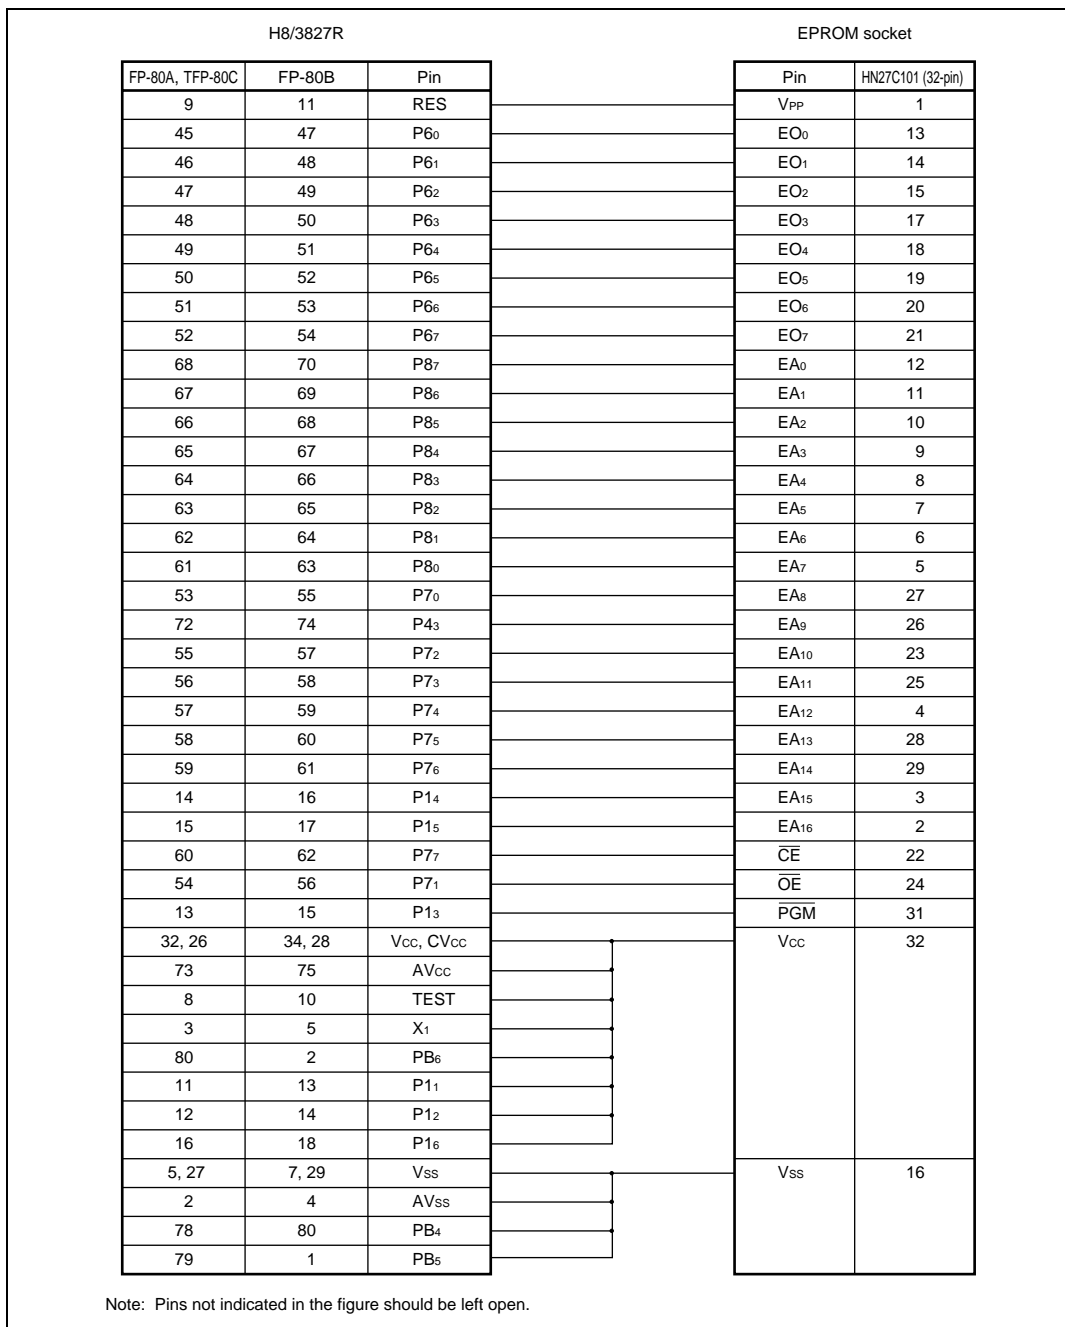 H8/3827R EPROM socket
FP-80A, TFP-80C FP-80B Pin Pin HN27C101 (32-pin)
9 11 RES VPP 1
45 47 P60 EO0 13
46 48 P61 EO1 14
47 49 P62 EO2 15
48 50 P63 EO3 17
49 51 P64 EO4 18
50 52 P65 EO5 19
51 53 P66 EO6 20
52 54 P67 EO7 21
68 70 P87 EA0 12
67 69 P86 EA1 11
66 68 P85 EA2 10
65 67 P84 EA3 9
64 66 P83 EA4 8
63 65 P82 EA5 7
62 64 P81 EA6 6
61 63 P80 EA7 5
53 55 P70 EA8 27
72 74 P43 EA9 26
55 57 P72 EA10 23
56 58 P73 EA11 25
57 59 P74 EA12 4
58 60 P75 EA13 28
59 61 P76 EA14 29
14 16 P14 EA15 3
15 17 P15 EA16 2
60 62 P77 C̅E̅ 22
54 56 P71 O̅E̅ 24
13 15 P13 P̅G̅M̅ 31
32, 26 34, 28 VCC, CVCC VCC 32
73 75 AVCC
8 10 TEST
3 5 X1
80 2 PB6
11 13 P11
12 14 P12
16 18 P16
5, 27 7, 29 VSS VSS 16
2 4 AVSS
78 80 PB4
79 1 PB5
Note: Pins not indicated in the figure should be left open.